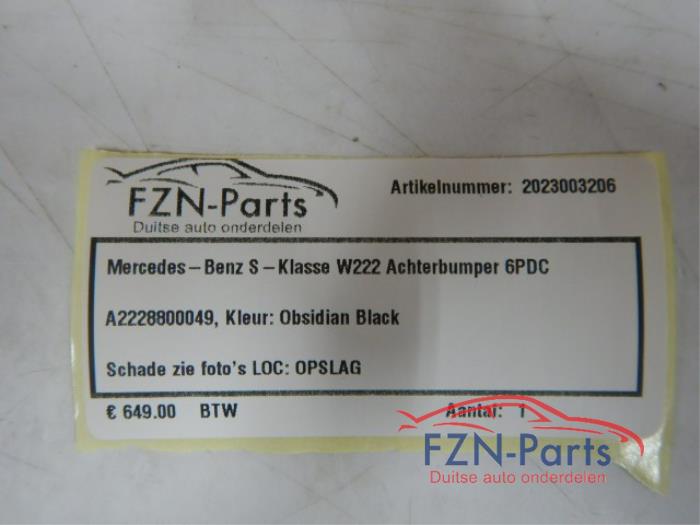 FZN-Parts
Duitse auto onderdelen
Artikelnummer: 2023003206
Mercedes-Benz S-Klasse W222 Achterbumper 6PDC
A2228800049, Kleur: Obsidian Black
Schade zie foto's LOC: OPSLAG
€ 649.00 BTW
Aantal: 1
FZN-Parts
Duitse auto onderdelen